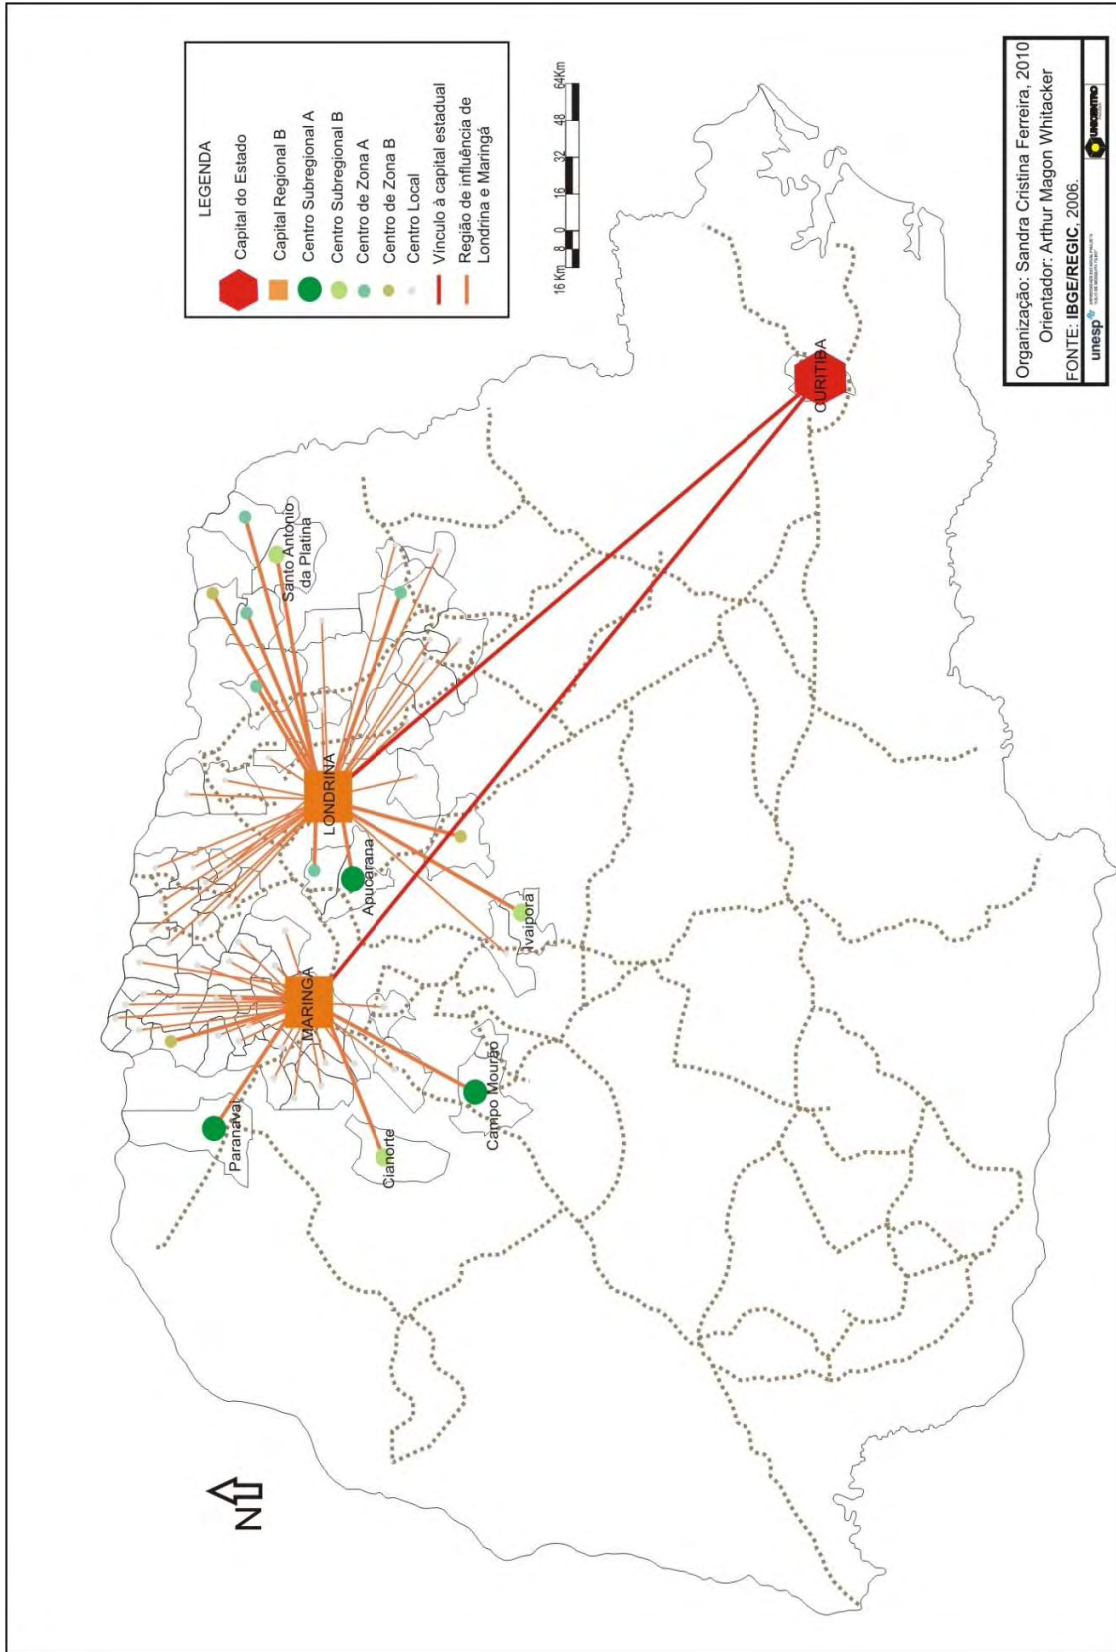 LEGENDA
Capital do Estado
Capital Regional B
Centro Subregional A
Centro Subregional B
Centro de Zona A
Centro de Zona B
Centro Local
Vínculo à capital estadual
Região de influência de
Londrina e Maringá
16 Km 8 0 16 32 48 64Km
N
Santo Antonio
da Platina
LONDRINA
Apucarana
Ivaiporã
MARINGA
Paranavaí
Cianorte
Campo Mourão
CURITIBA
Organização: Sandra Cristina Ferreira, 2010
Orientador: Arthur Magon Whitacker
FONTE: IBGE/REGIC, 2006.
unesp
UNICENTRO